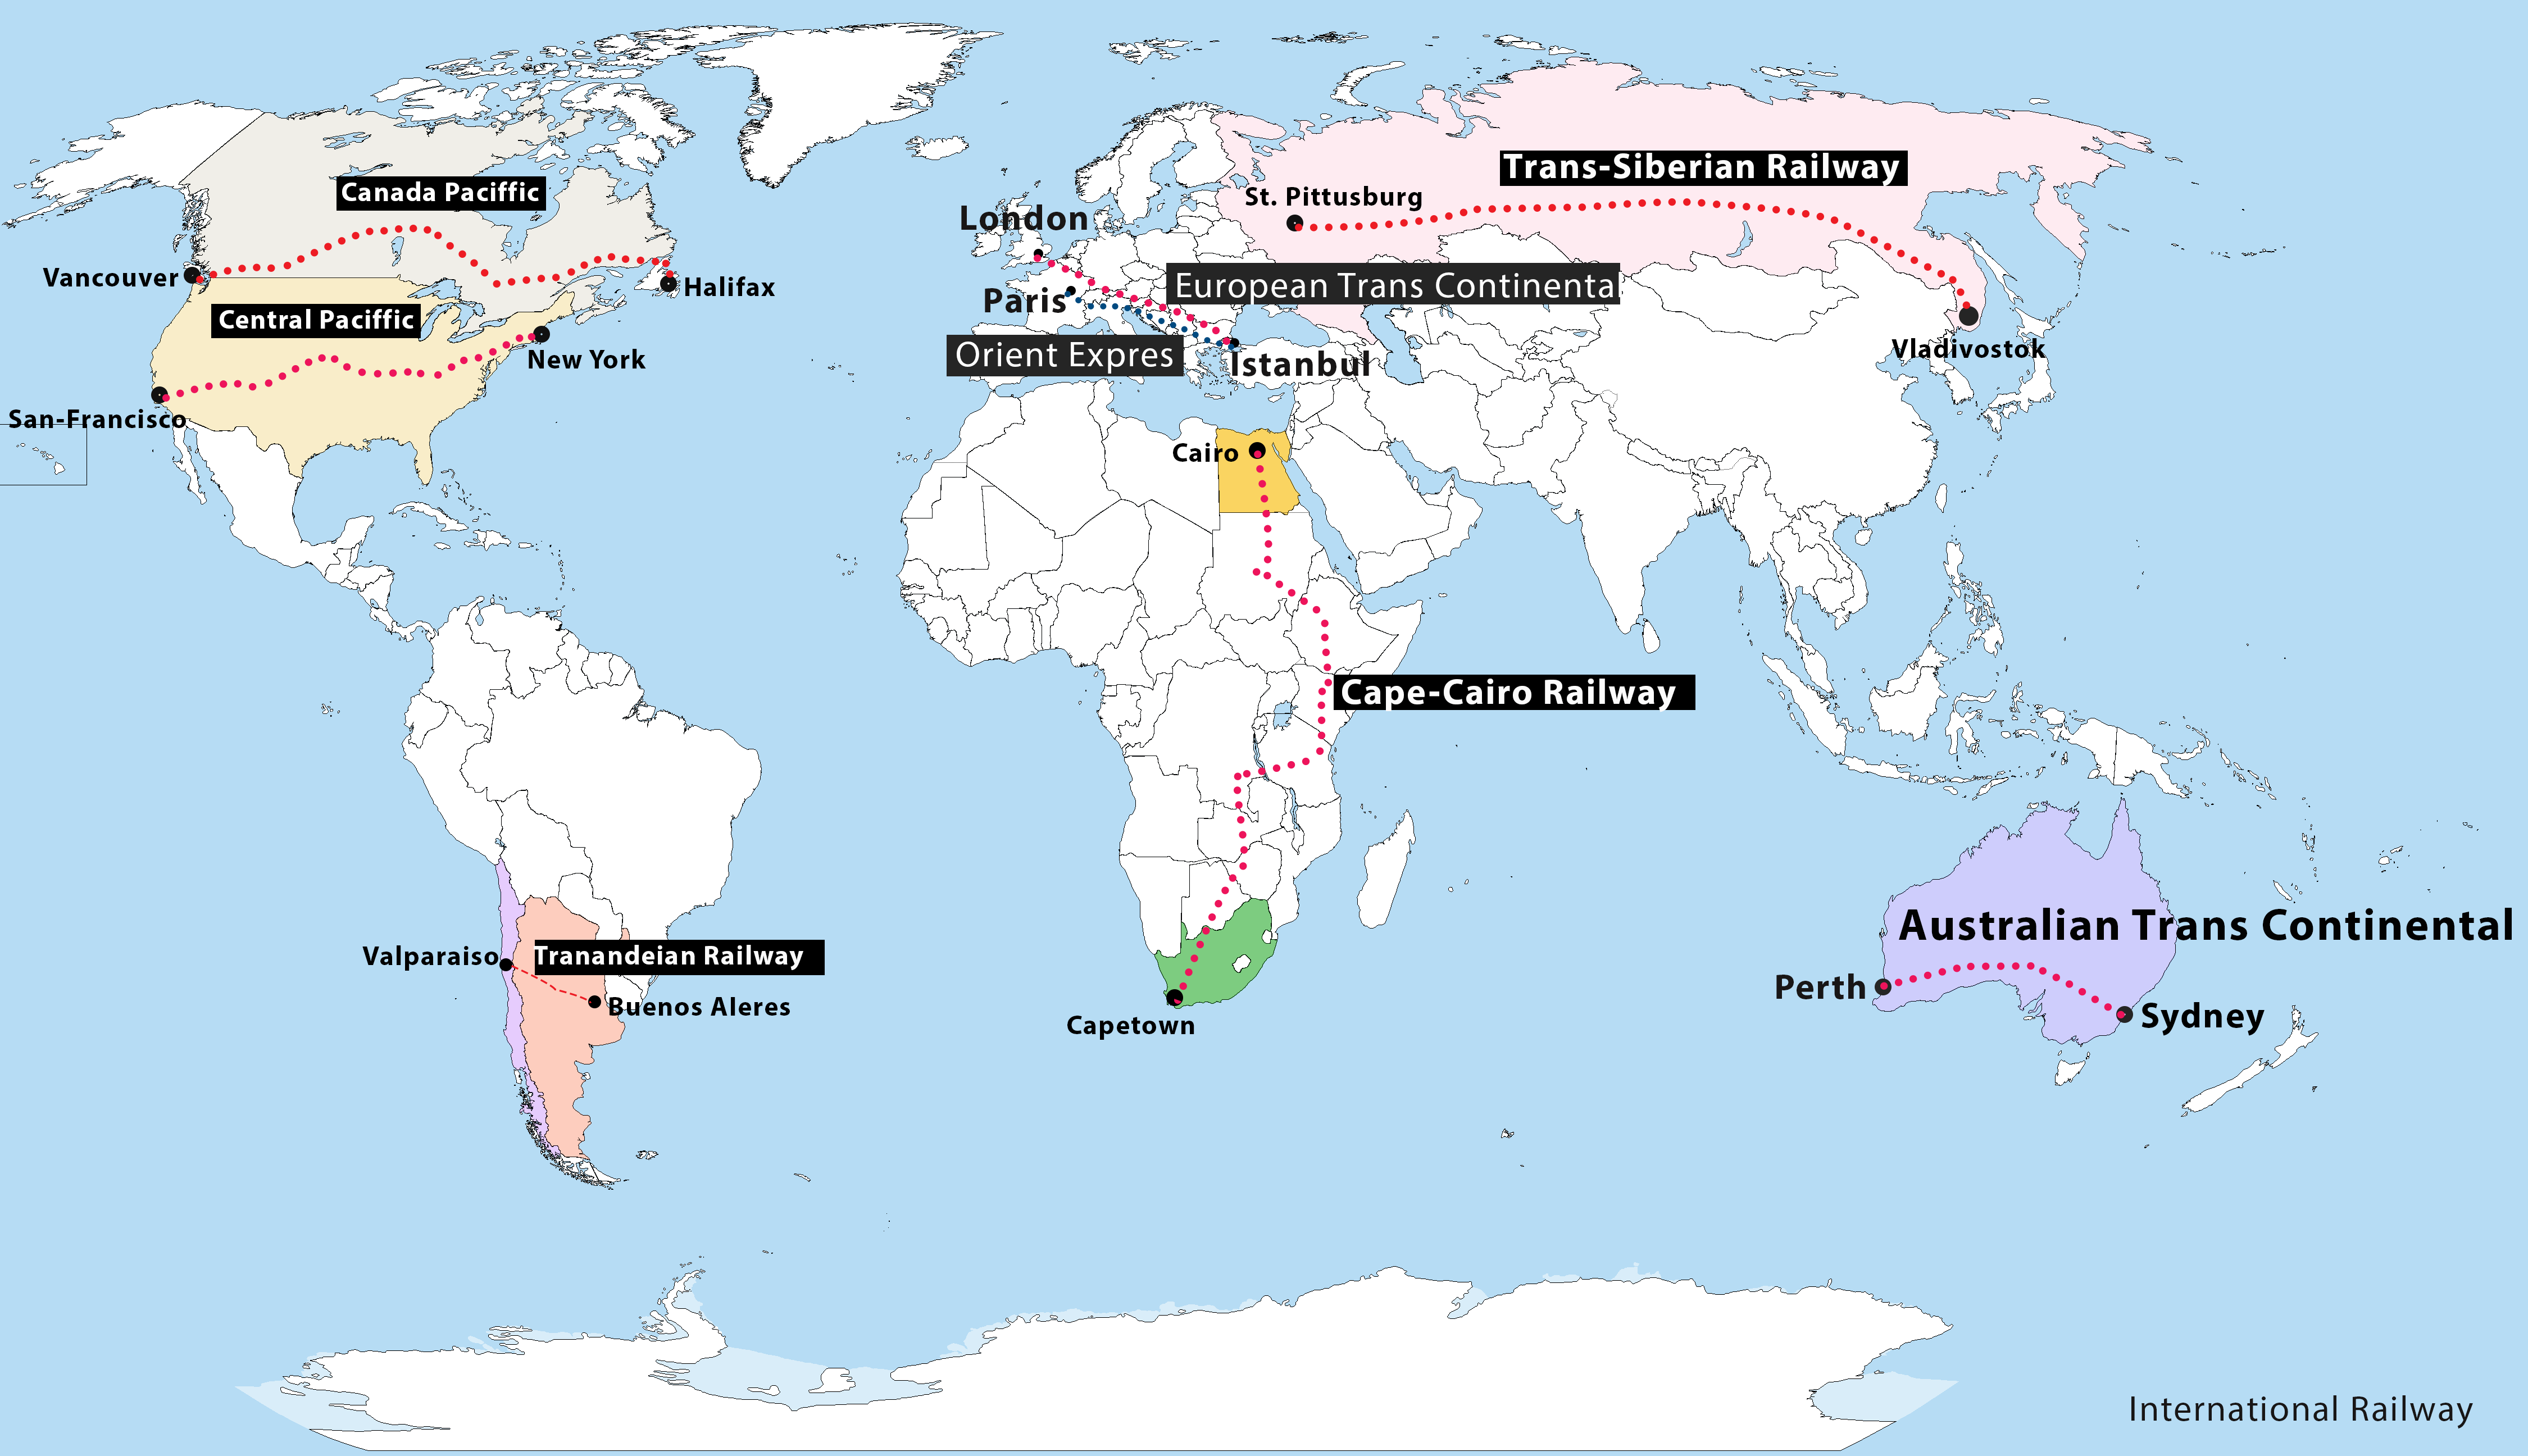 Trans-Siberian Railway
Canada Paciffic
St. Pittusburg
London
Vancouver
Halifax
European Trans Continenta
Paris
Central Paciffic
Orient Expres
Istanbul
Vladivostok
New York
San-Francisco
Cairo
Cape-Cairo Railway
Australian Trans Continental
Valparaiso
Tranandeian Railway
Perth
Buenos Aleres
Sydney
Capetown
International Railway